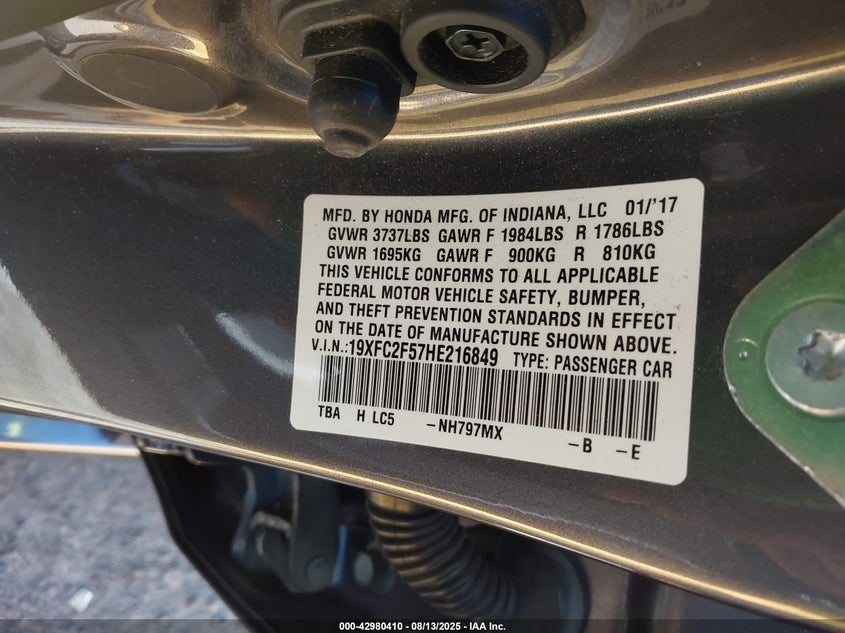 MFD. BY HONDA MFG. OF INDIANA, LLC 01/'17
GVWR 3737LBS GAWR F 1984LBS R 1786LBS
GVWR 1695KG GAWR F 900KG R 810KG
THIS VEHICLE CONFORMS TO ALL APPLICABLE
FEDERAL MOTOR VEHICLE SAFETY, BUMPER,
AND THEFT PREVENTION STANDARDS IN EFFECT
ON THE DATE OF MANUFACTURE SHOWN ABOVE.
V.I.N.:19XFC2F57HE216849 TYPE: PASSENGER CAR
TBA H LC5 -NH797MX -B -E
000-42980410 - 08/13/2025 - IAA Inc.